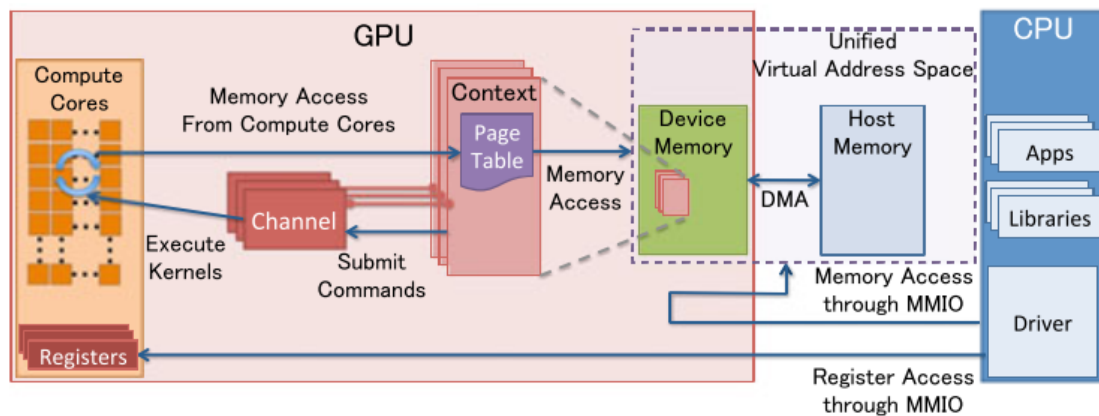 GPU
CPU
Unified
Virtual Address Space
Compute
Cores
Memory Access
From Compute Cores
Context
Page
Table
Memory
Access
Device
Memory
Host
Memory
DMA
Apps
Libraries
Channel
Execute
Kernels
Submit
Commands
Memory Access
through MMIO
Driver
Registers
Register Access
through MMIO